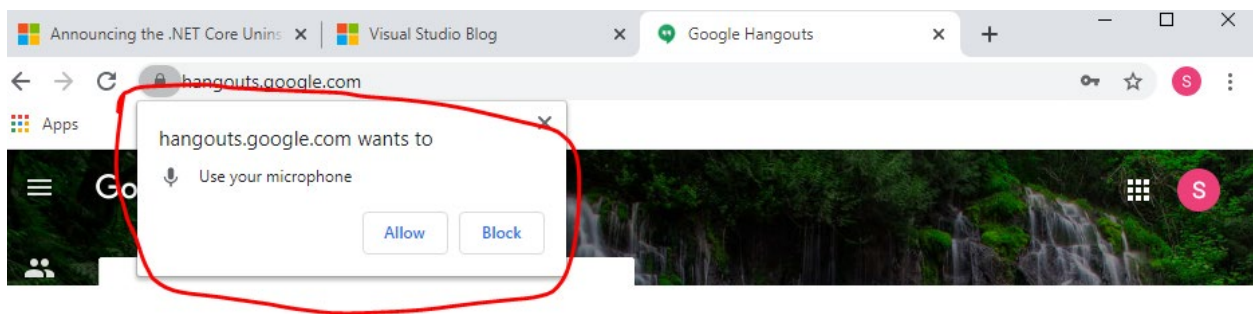 Announcing the .NET Core Unins
Visual Studio Blog
Google Hangouts
hangouts.google.com
S
Apps
hangouts.google.com wants to
Use your microphone
Allow
Block
Go
S